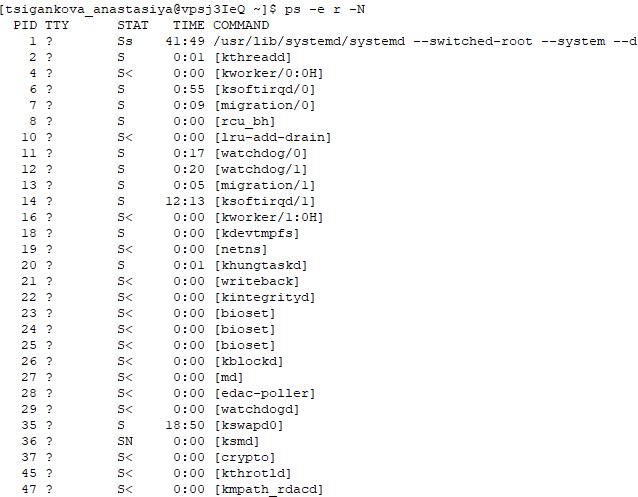 [tsigankova_anastasiya@vpsj3IeQ ~]$ ps -e r -N
PID TTY STAT TIME COMMAND
1 ? Ss 41:49 /usr/lib/systemd/systemd --switched-root --system --d
2 ? S 0:01 [kthreadd]
4 ? S< 0:00 [kworker/0:0H]
6 ? S 0:55 [ksoftirqd/0]
7 ? S 0:09 [migration/0]
8 ? S 0:00 [rcu_bh]
10 ? S< 0:00 [lru-add-drain]
11 ? S 0:17 [watchdog/0]
12 ? S 0:20 [watchdog/1]
13 ? S 0:05 [migration/1]
14 ? S 12:13 [ksoftirqd/1]
16 ? S< 0:00 [kworker/1:0H]
18 ? S 0:00 [kdevtmpfs]
19 ? S< 0:00 [netns]
20 ? S 0:01 [khungtaskd]
21 ? S< 0:00 [writeback]
22 ? S< 0:00 [kintegrityd]
23 ? S< 0:00 [bioset]
24 ? S< 0:00 [bioset]
25 ? S< 0:00 [bioset]
26 ? S< 0:00 [kblockd]
27 ? S< 0:00 [md]
28 ? S< 0:00 [edac-poller]
29 ? S< 0:00 [watchdogd]
35 ? S 18:50 [kswapd0]
36 ? SN 0:00 [ksmd]
37 ? S< 0:00 [crypto]
45 ? S< 0:00 [kthrotld]
47 ? S< 0:00 [kmpath_rdacd]